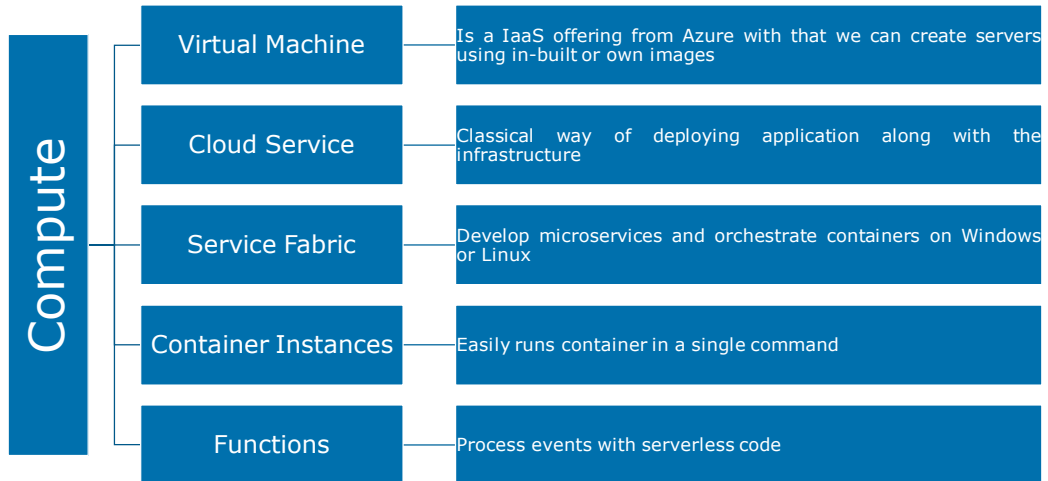 Compute
Virtual Machine
Is a IaaS offering from Azure with that we can create servers
using in-built or own images
Cloud Service
Classical way of deploying application along with the
infrastructure
Service Fabric
Develop microservices and orchestrate containers on Windows
or Linux
Container Instances
Easily runs container in a single command
Functions
Process events with serverless code